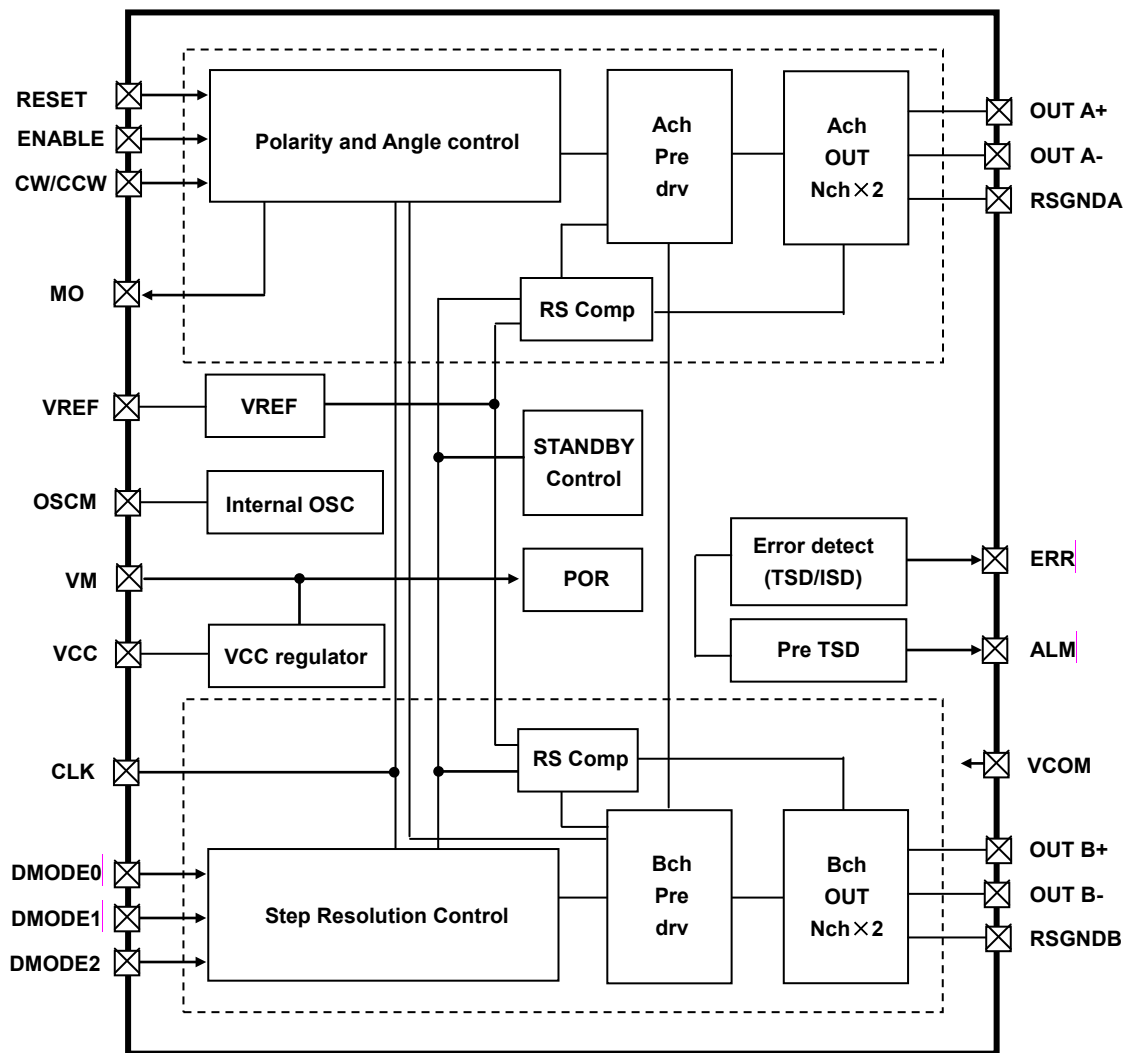 RESET
ENABLE
CW/CCW
MO
VREF
OSCM
VM
VCC
CLK
DMODE0
DMODE1
DMODE2
Polarity and Angle control
Ach
Pre
drv
Ach
OUT
Nch×2
RS Comp
VREF
STANDBY
Control
Internal OSC
POR
VCC regulator
Error detect
(TSD/ISD)
Pre TSD
RS Comp
Step Resolution Control
Bch
Pre
drv
Bch
OUT
Nch×2
OUT A+
OUT A-
RSGNDA
ERR
ALM
VCOM
OUT B+
OUT B-
RSGNDB